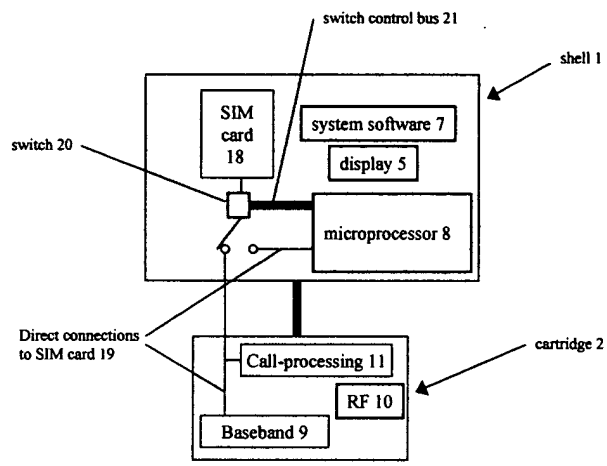 switch control bus 21
shell 1
SIM
card
18
system software 7
display 5
switch 20
microprocessor 8
Direct connections
to SIM card 19
Call-processing 11
cartridge 2
RF 10
Baseband 9